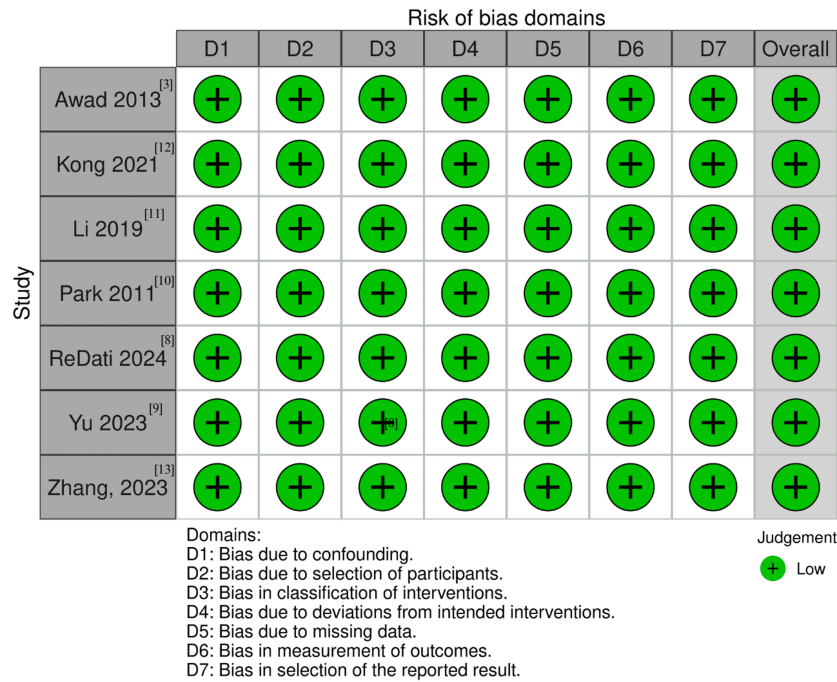 Risk of bias domains
D1 D2 D3 D4 D5 D6 D7 Overall
Study
Awad 2013[3]
Kong 2021[12]
Li 2019[11]
Park 2011[10]
ReDati 2024[8]
Yu 2023[9]
Zhang, 2023[13]
Domains:
D1: Bias due to confounding.
D2: Bias due to selection of participants.
D3: Bias in classification of interventions.
D4: Bias due to deviations from intended interventions.
D5: Bias due to missing data.
D6: Bias in measurement of outcomes.
D7: Bias in selection of the reported result.
Judgement
Low